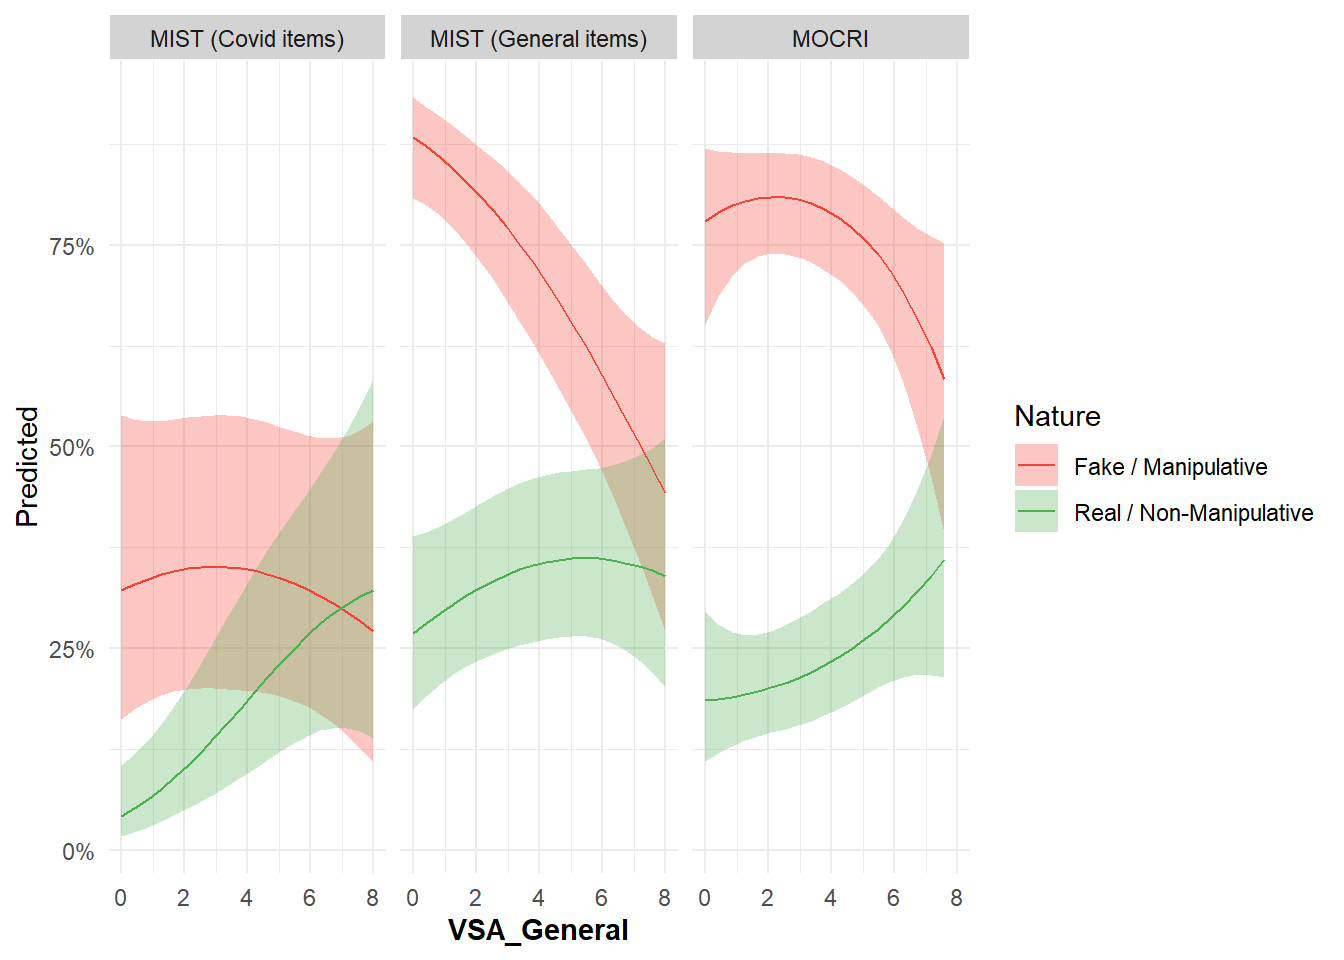 MIST (Covid items) MIST (General items) MOCRI
75%
50%
25%
0%
Predicted
0 2 4 6 8 0 2 4 6 8 0 2 4 6 8
VSA_General
Nature
Fake / Manipulative
Real / Non-Manipulative